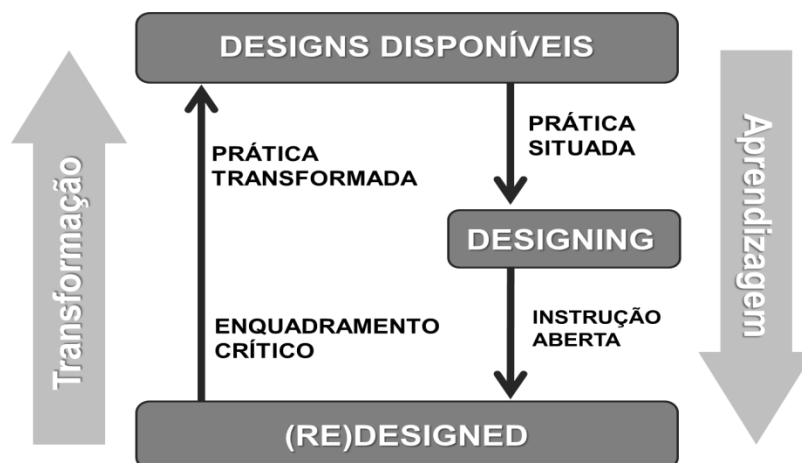 DESIGNS DISPONÍVEIS
Transformação
PRÁTICA
TRANSFORMADA
PRÁTICA
SITUADA
Aprendizagem
DESIGNING
ENQUADRAMENTO
CRÍTICO
INSTRUÇÃO
ABERTA
(RE)DESIGNED